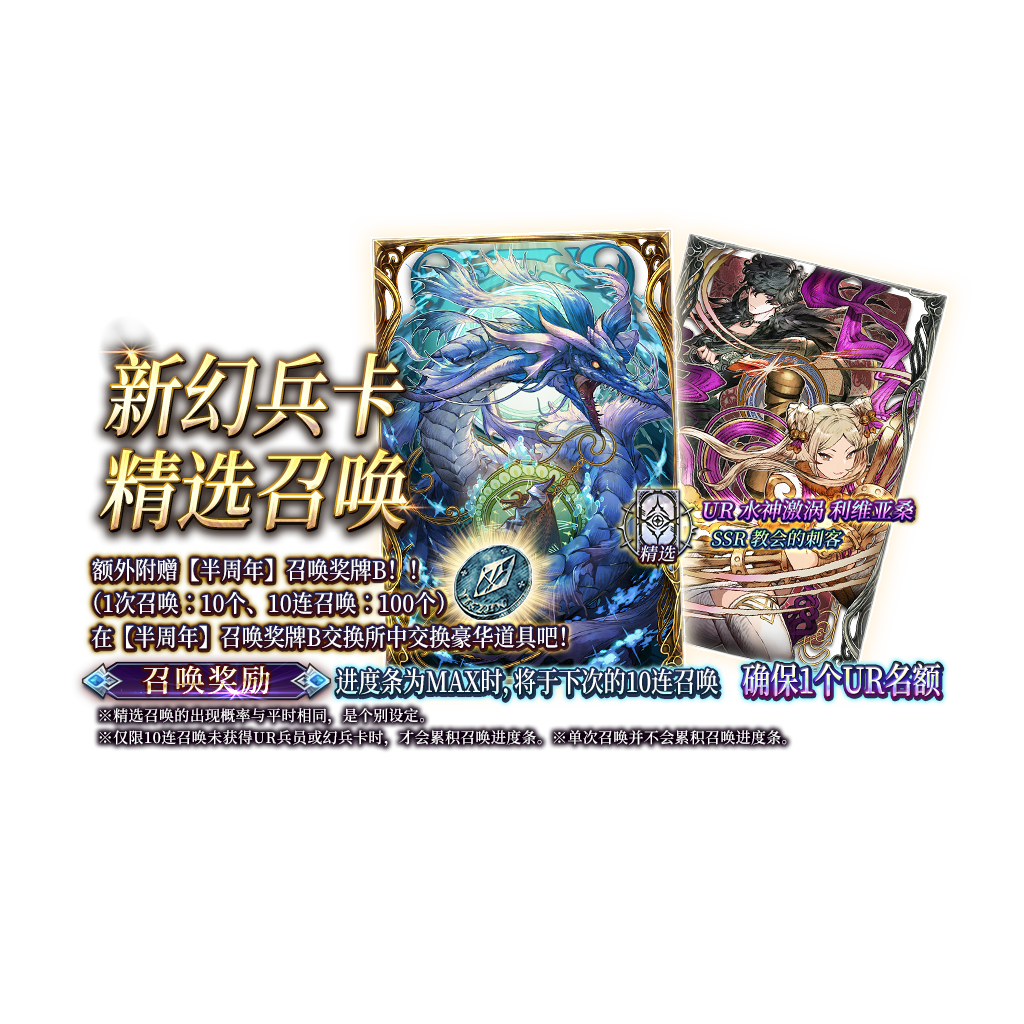 新幻兵卡
精选召唤
UR 水神激涡 利维亚桑
SSR 教会的刺客
精选
额外附赠【半周年】召唤奖牌B！！
（1次召唤：10个、10连召唤：100个）
在【半周年】召唤奖牌B交换所中交换豪华道具吧！
召唤奖励
进度条为MAX时, 将于下次的10连召唤 确保1个UR名额
※精选召唤的出现概率与平时相同，是个别设定。
※仅限10连召唤未获得UR兵员或幻兵卡时，才会累积召唤进度条。※单次召唤并不会累积召唤进度条。